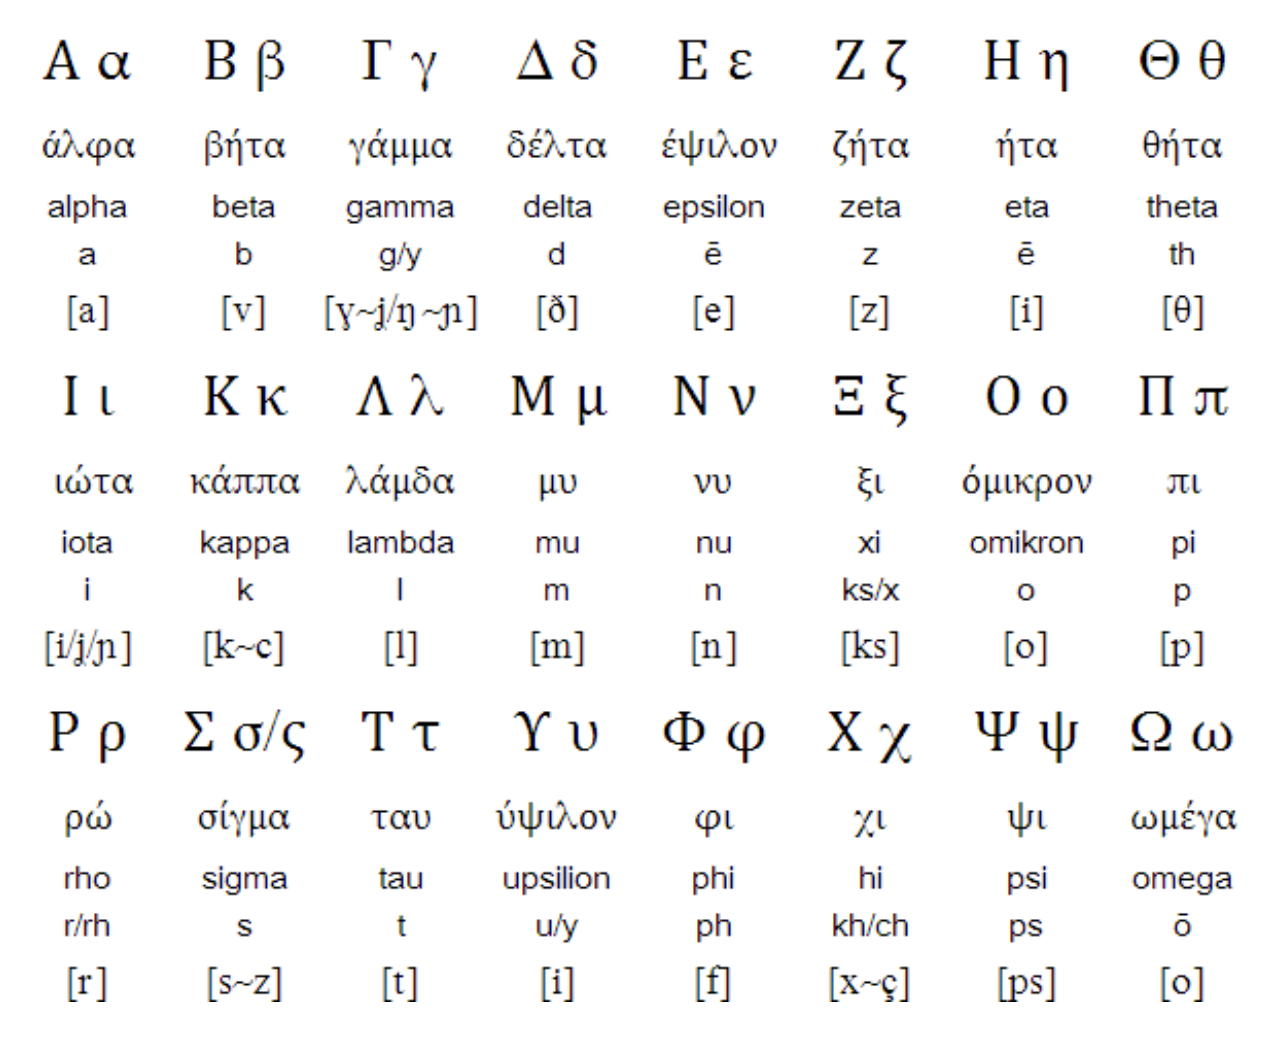 Α α Β β Γ γ Δ δ Ε ε Ζ ζ Η η Θ θ
άλφα βήτα γάμμα δέλτα έψιλον ζήτα ήτα θήτα
alpha beta gamma delta epsilon zeta eta theta
a b g/y d ē z ē th
[a] [v] [ɣ~ʝ/ŋ~ɲ] [ð] [e] [z] [i] [θ]
Ι ι Κ κ Λ λ Μ μ Ν ν Ξ ξ Ο ο Π π
ιώτα κάππα λάμδα μυ νυ ξι όμικρον πι
iota kappa lambda mu nu xi omikron pi
i k l m n ks/x o p
[i/ʝ/ɲ] [k~c] [l] [m] [n] [ks] [o] [p]
Ρ ρ Σ σ/ς Τ τ ϒ υ Φ φ Χ χ Ψ ψ Ω ω
ρώ σίγμα ταυ ύψιλον φι χι ψι ωμέγα
rho sigma tau upsilion phi hi psi omega
r/rh s t u/y ph kh/ch ps ō
[r] [s~z] [t] [i] [f] [x~ç] [ps] [o]